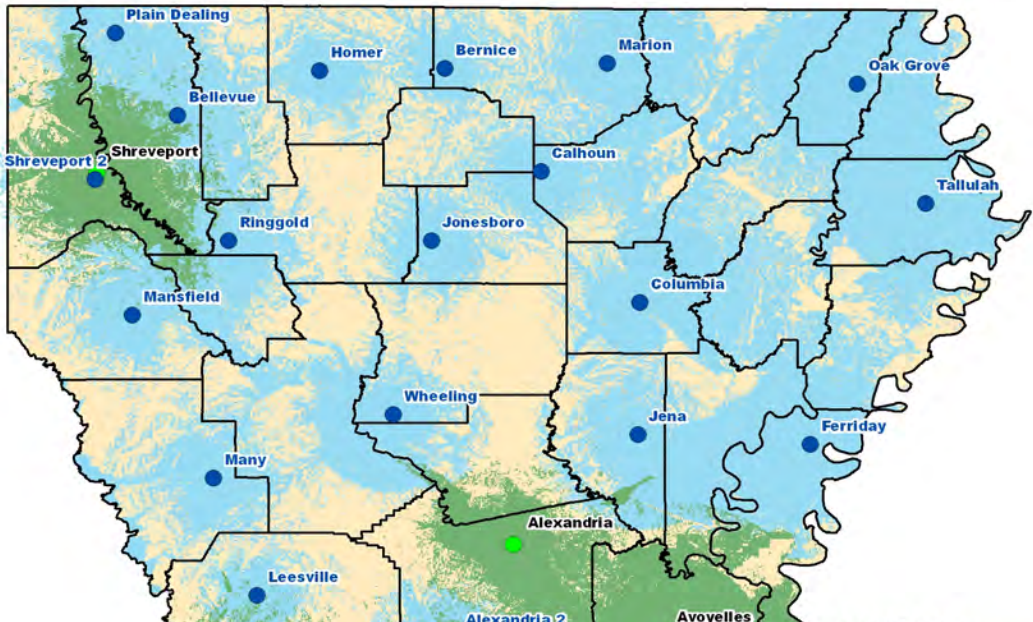 Plain Dealing
Homer
Bernice
Marion
Oak Grove
Bellevue
Shreveport 2
Shreveport
Calhoun
Tallulah
Ringgold
Jonesboro
Mansfield
Columbia
Wheeling
Jena
Ferriday
Many
Alexandria
Leesville
Alexandria 2
Avoyelles